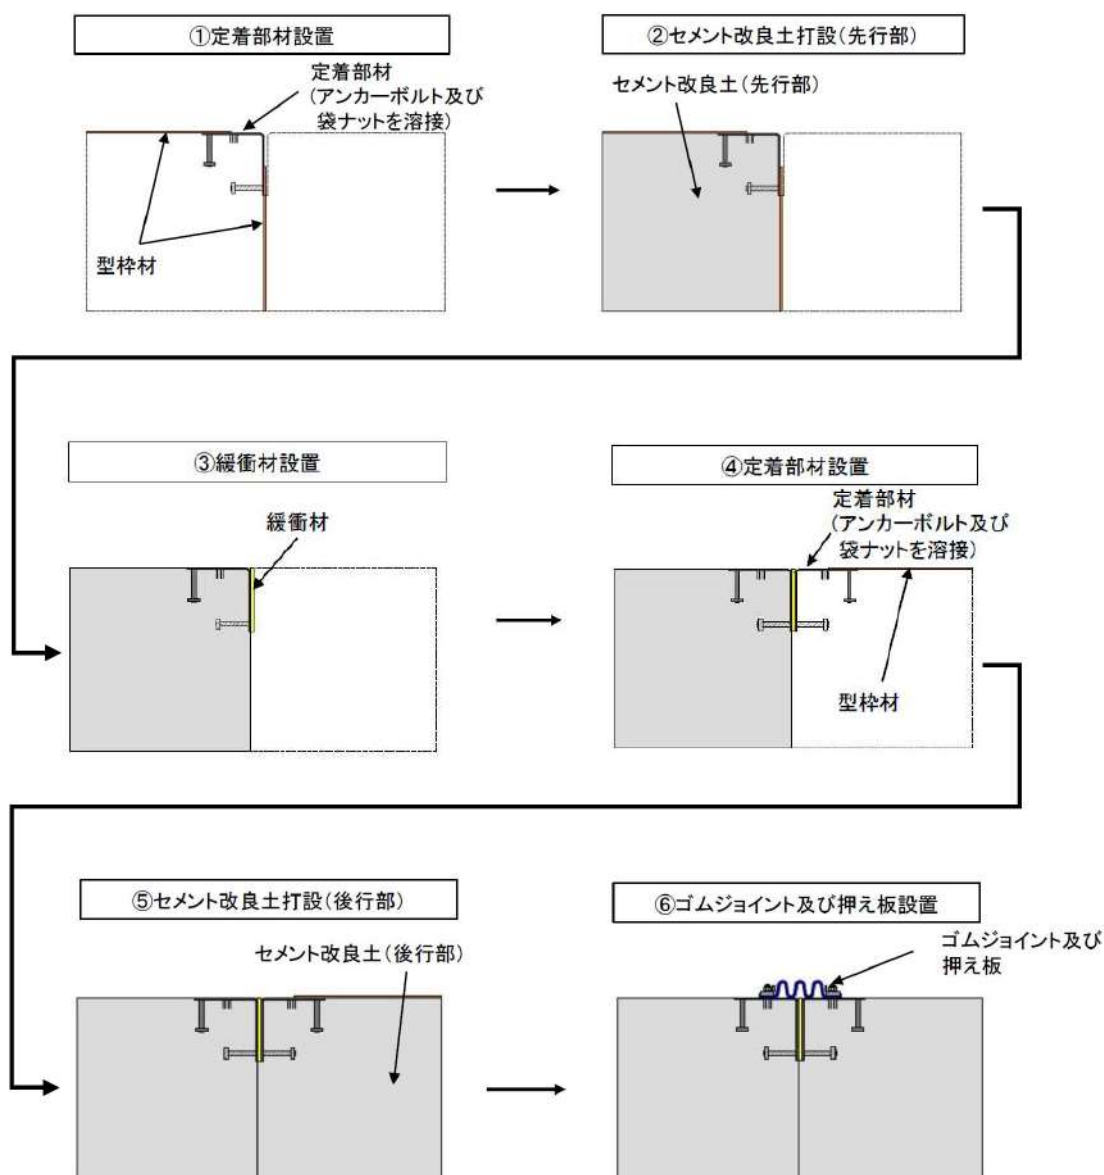 ①定着部材設置
定着部材
(アンカーボルト及び
袋ナットを溶接)
型枠材
②セメント改良土打設(先行部)
セメント改良土(先行部)
③緩衝材設置
緩衝材
④定着部材設置
定着部材
(アンカーボルト及び
袋ナットを溶接)
型枠材
⑤セメント改良土打設(後行部)
セメント改良土(後行部)
⑥ゴムジョイント及び押え板設置
ゴムジョイント及び
押え板